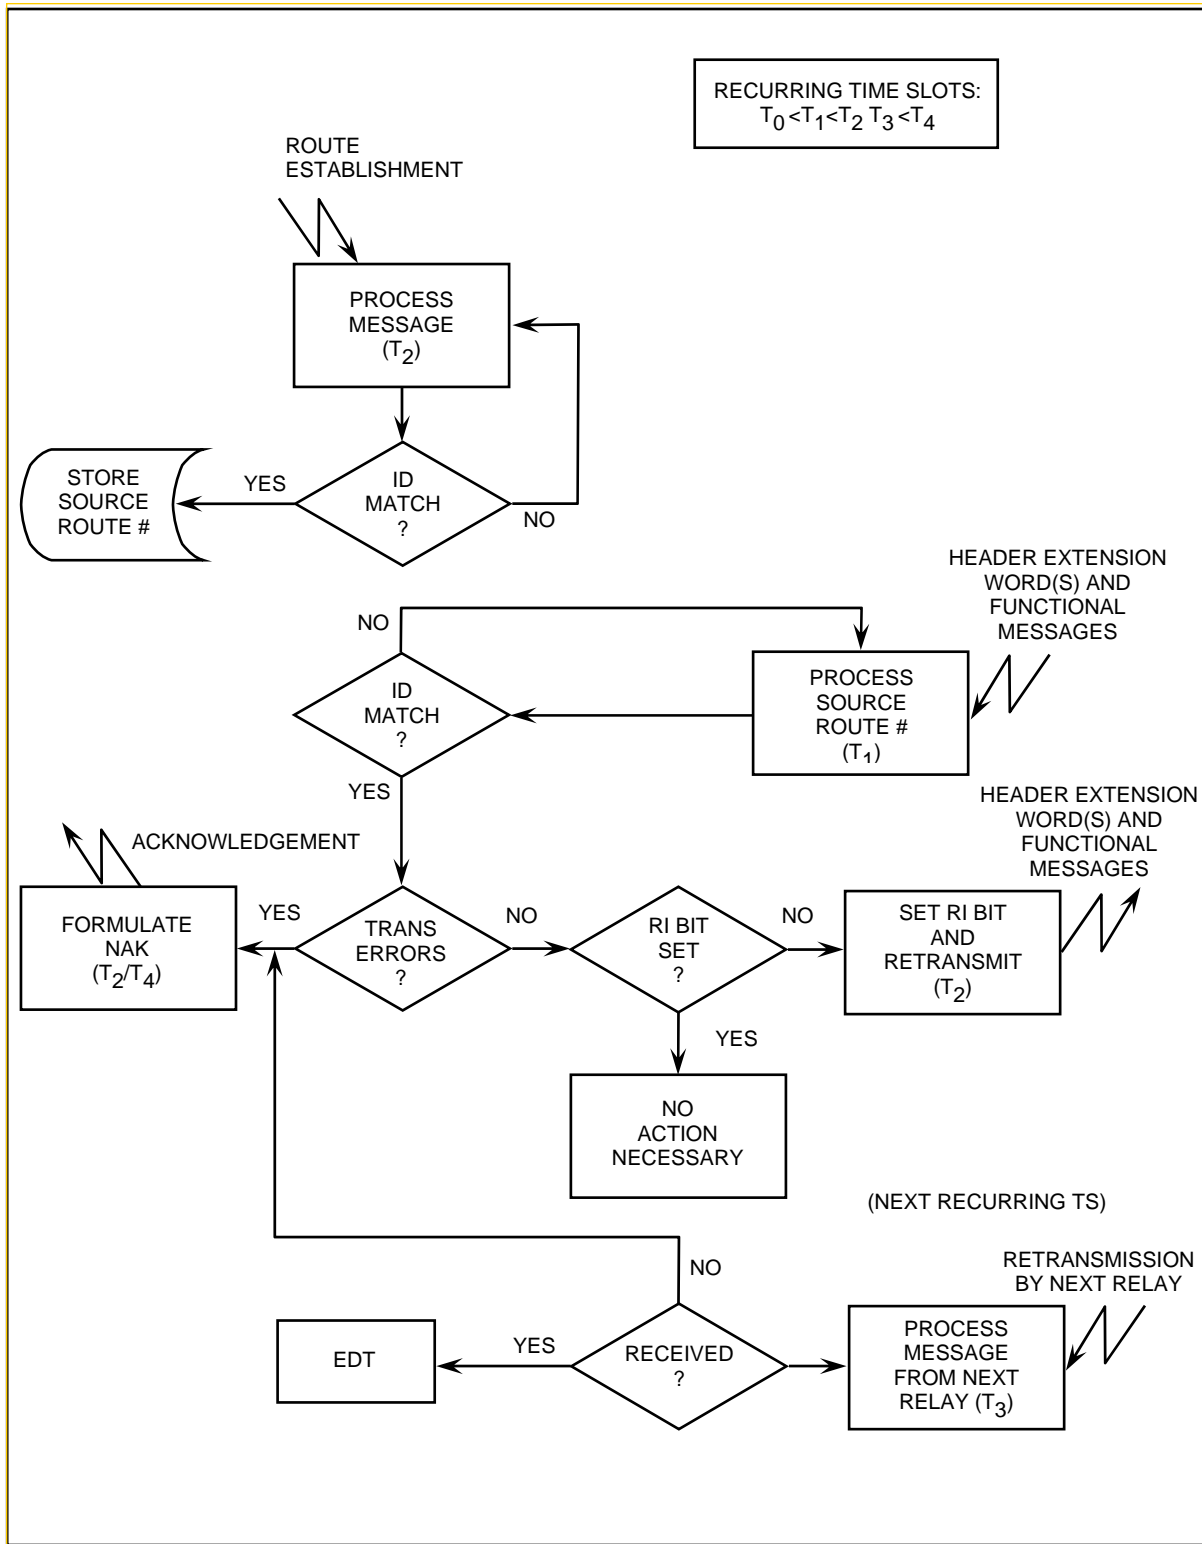 RECURRING TIME SLOTS:
T0<T1<T2 T3<T4
ROUTE
ESTABLISHMENT
PROCESS
MESSAGE
(T2)
STORE
SOURCE
ROUTE #
YES
ID
MATCH
?
NO
HEADER EXTENSION
WORD(S) AND
FUNCTIONAL
MESSAGES
NO
ID
MATCH
?
PROCESS
SOURCE
ROUTE #
(T1)
YES
HEADER EXTENSION
WORD(S) AND
FUNCTIONAL
MESSAGES
ACKNOWLEDGEMENT
FORMULATE
NAK
(T2/T4)
YES
TRANS
ERRORS
?
NO
RI BIT
SET
?
NO
SET RI BIT
AND
RETRANSMIT
(T2)
YES
NO
ACTION
NECESSARY
(NEXT RECURRING TS)
NO
RETRANSMISSION
BY NEXT RELAY
EDT
YES
RECEIVED
?
PROCESS
MESSAGE
FROM NEXT
RELAY (T3)